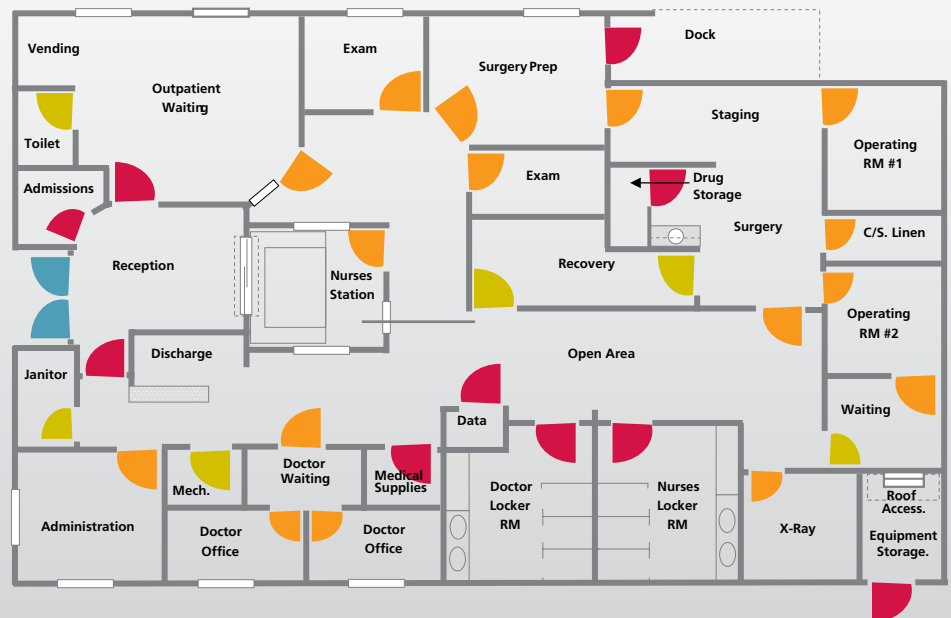 Dock
Vending
Exam
Surgery Prep
Outpatient
Waiting
Staging
Toilet
Operating
RM #1
Admissions
Exam
Drug
Storage
Surgery
C/S. Linen
Reception
Recovery
Nurses
Station
Operating
RM #2
Discharge
Open Area
Janitor
Waiting
Data
Doctor
Waiting
Medical
Supplies
Mech.
Doctor
Locker
RM
Nurses
Locker
RM
Roof
Access.
Administration
Doctor
Office
Doctor
Office
X-Ray
Equipment
Storage.